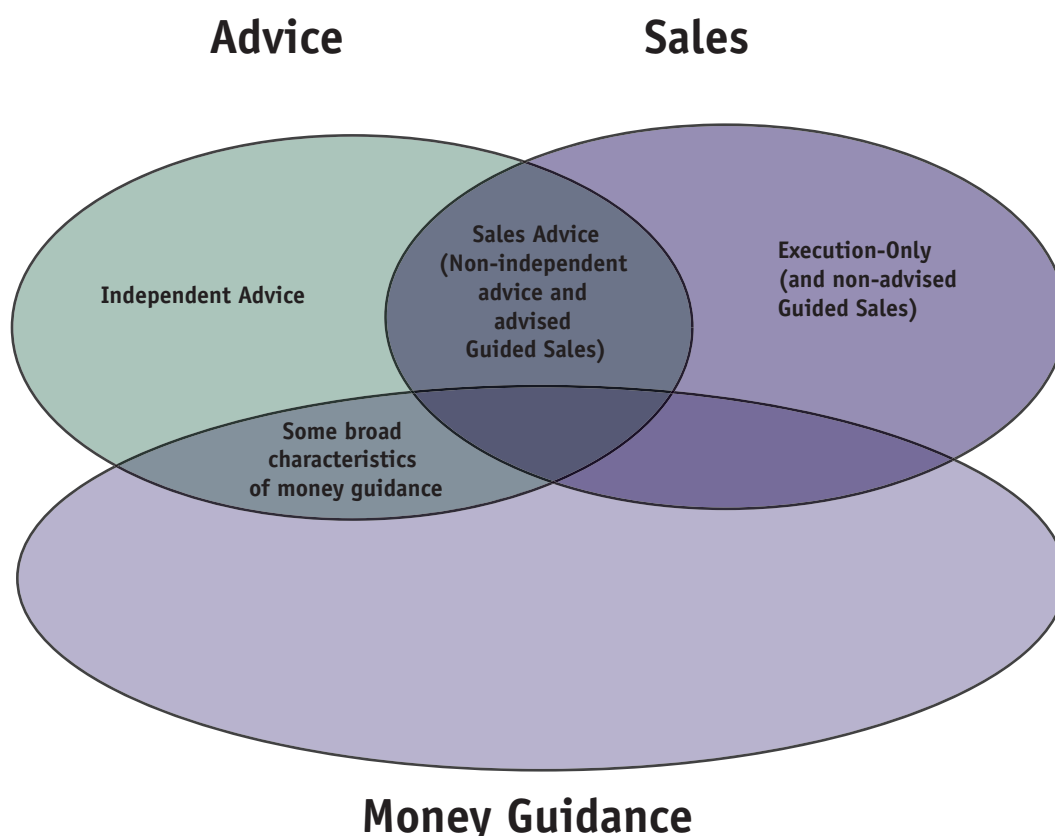 Advice
Sales
Independent Advice
Sales Advice
(Non-independent
advice and
advised
Guided Sales)
Execution-Only
(and non-advised
Guided Sales)
Some broad
characteristics
of money guidance
Money Guidance